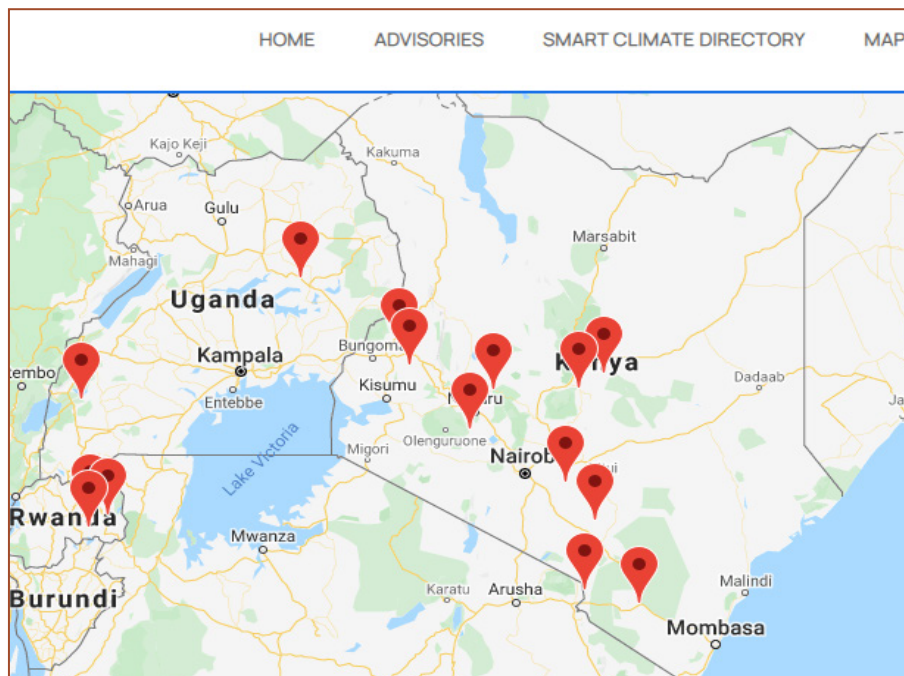 HOME ADVISORIES SMART CLIMATE DIRECTORY MAP
Kajo Keji
Kakuma
Arua
Gulu
Marsabit
Mahagi
Uganda
Bungoma
Kampala
Kenya
Dadaab
Kisumu
Entebbe
Olenguruone
Migori
Lake Victoria
Nairobi
Rwanda
Mwanza
Malindi
Karatu
Arusha
Burundi
Mombasa